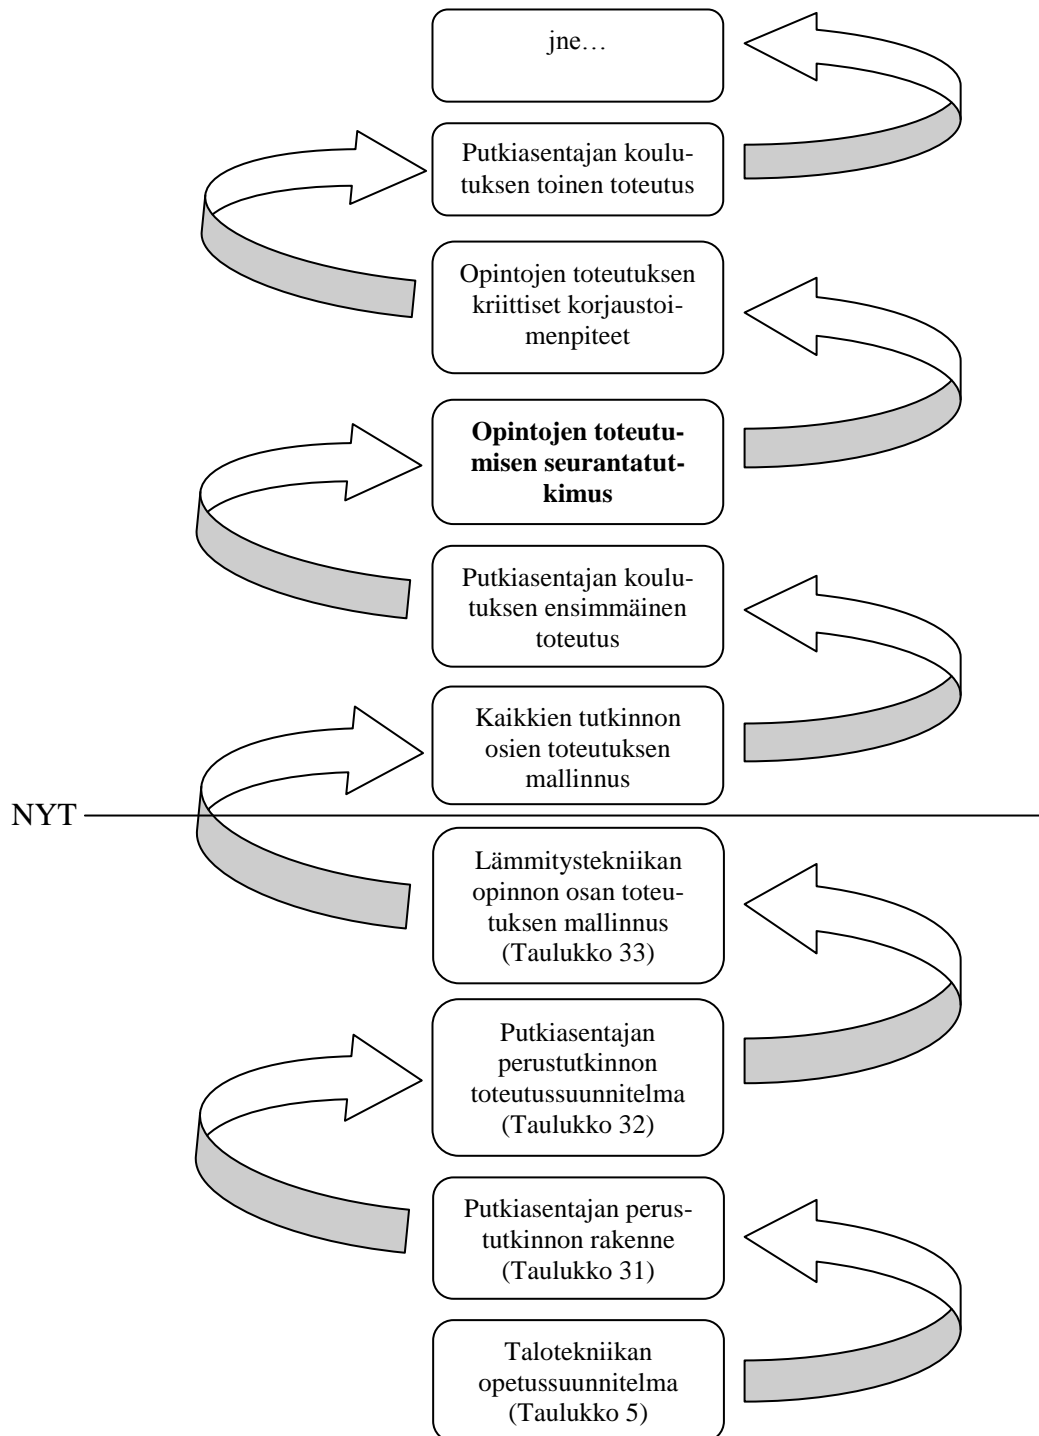 jne…
Putkiasentajan koulu-
tuksen toinen toteutus
Opintojen toteutuksen
kriittiset korjaustoi-
menpiteet
Opintojen toteutu-
misen seurantatut-
kimus
Putkiasentajan koulu-
tuksen ensimmäinen
toteutus
Kaikkien tutkinnon
osien toteutuksen
mallinnus
NYT
Lämmitystekniikan
opinnon osan toteu-
tuksen mallinnus
(Taulukko 33)
Putkiasentajan
perustutkinnon
toteutussuunnitelma
(Taulukko 32)
Putkiasentajan perus-
tutkinnon rakenne
(Taulukko 31)
Talotekniikan
opetussuunnitelma
(Taulukko 5)